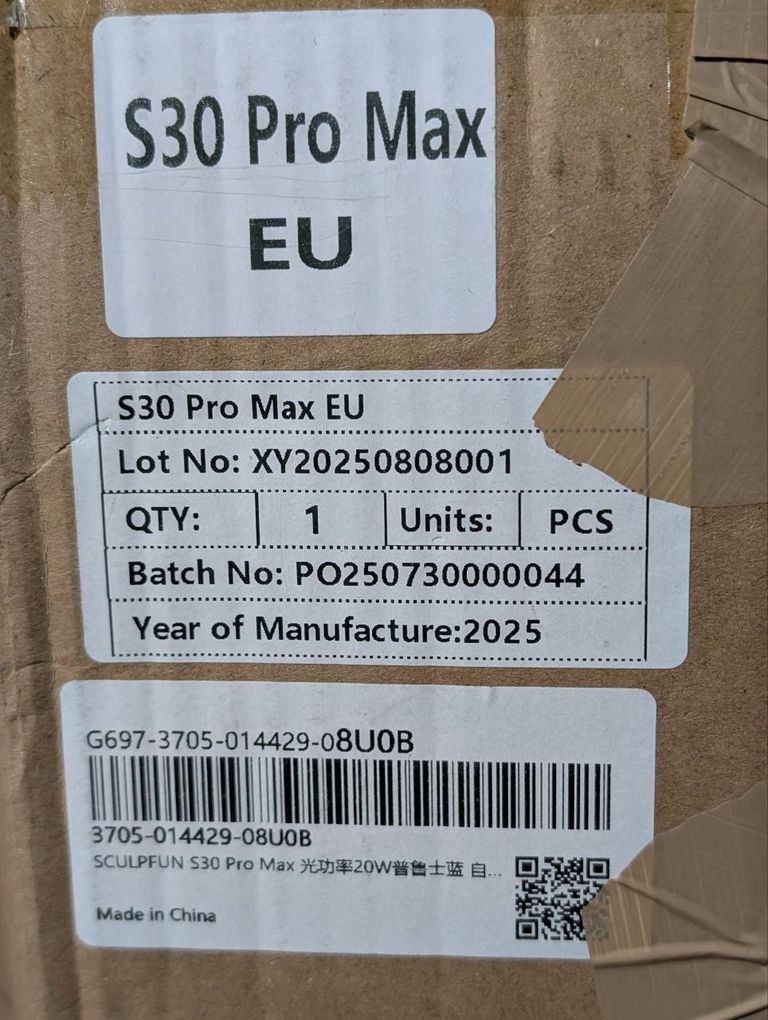 S30 Pro Max
EU
S30 Pro Max EU
Lot No: XY20250808001
QTY: 1 Units: PCS
Batch No: PO250730000044
Year of Manufacture:2025
G697-3705-014429-08U0B
3705-014429-08U0B
SCULPFUN S30 Pro Max 光功率20W普鲁士蓝 自...
Made in China